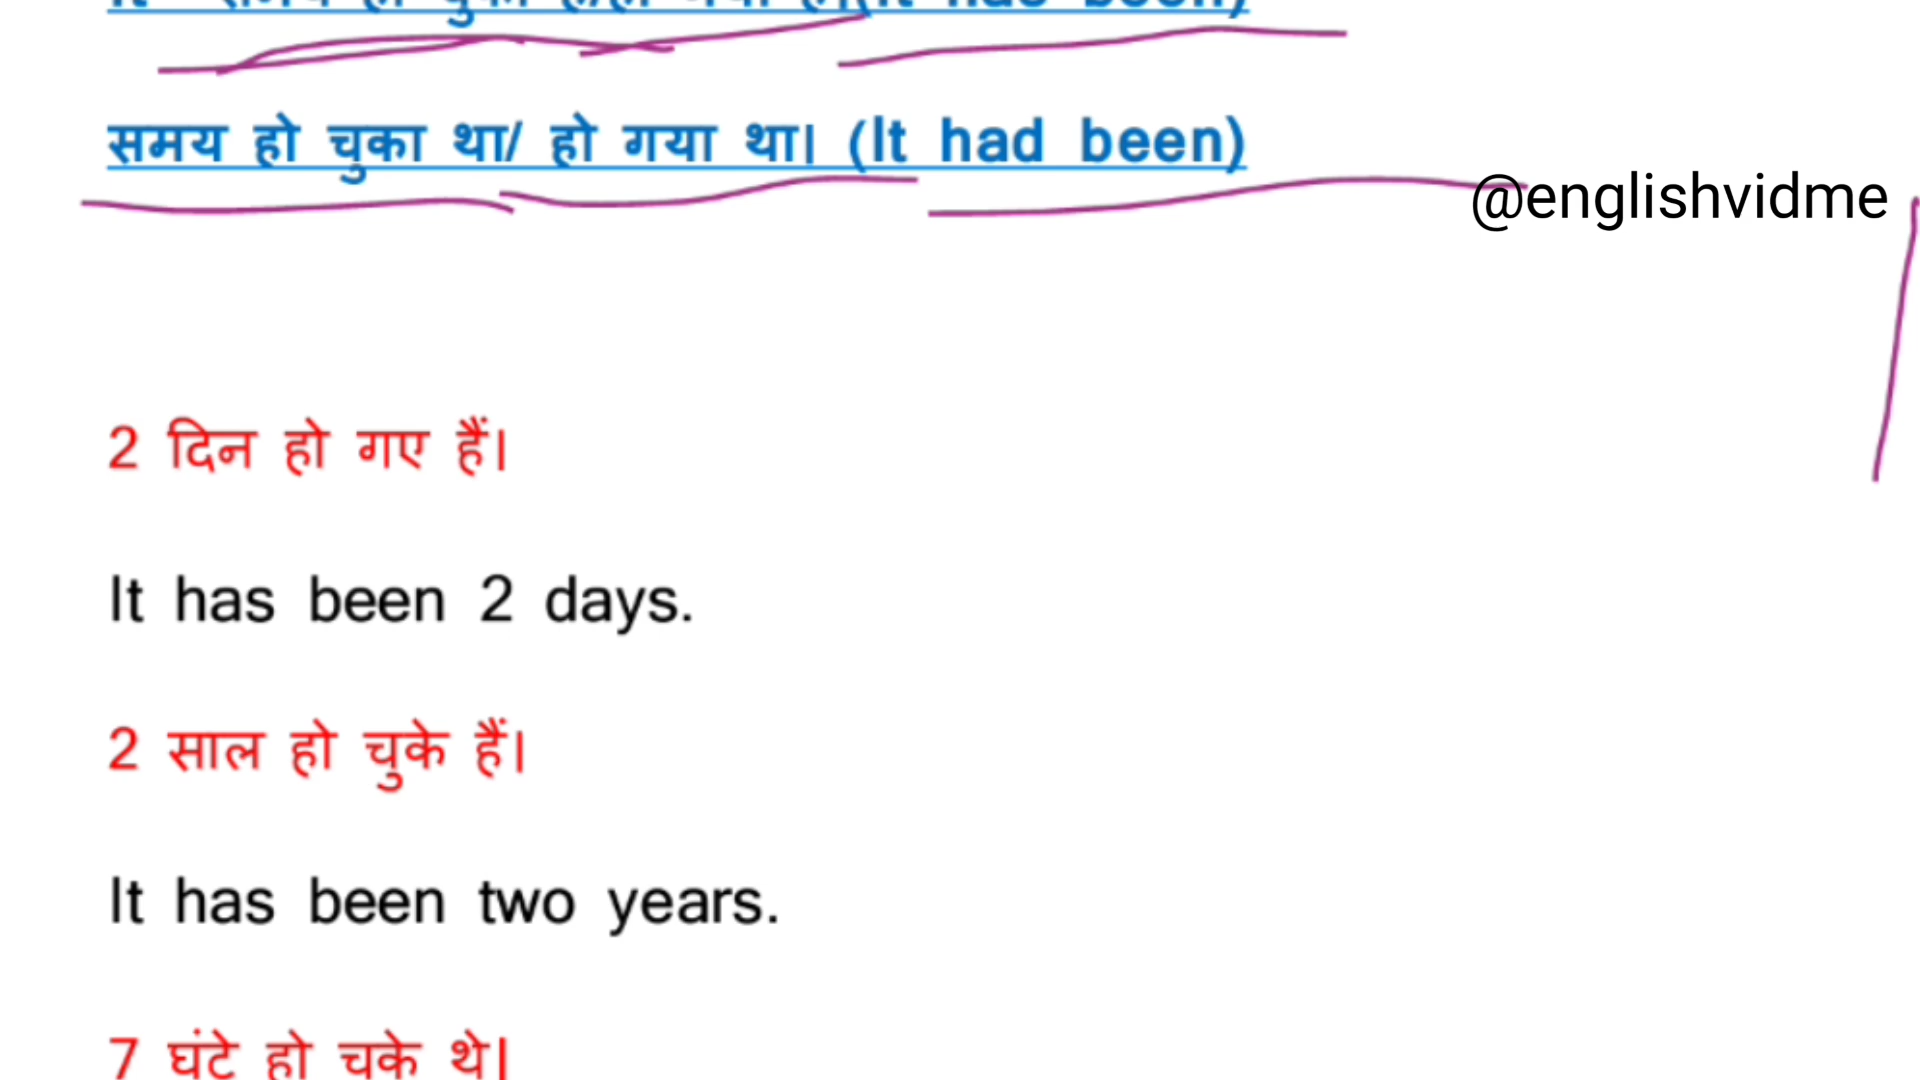 समय हो चुका था/ हो गया था। (It had been)
@englishvidme
2 दिन हो गए हैं।
It has been 2 days.
2 साल हो चुके हैं।
It has been two years.
7 घंटे हो चुके थे।